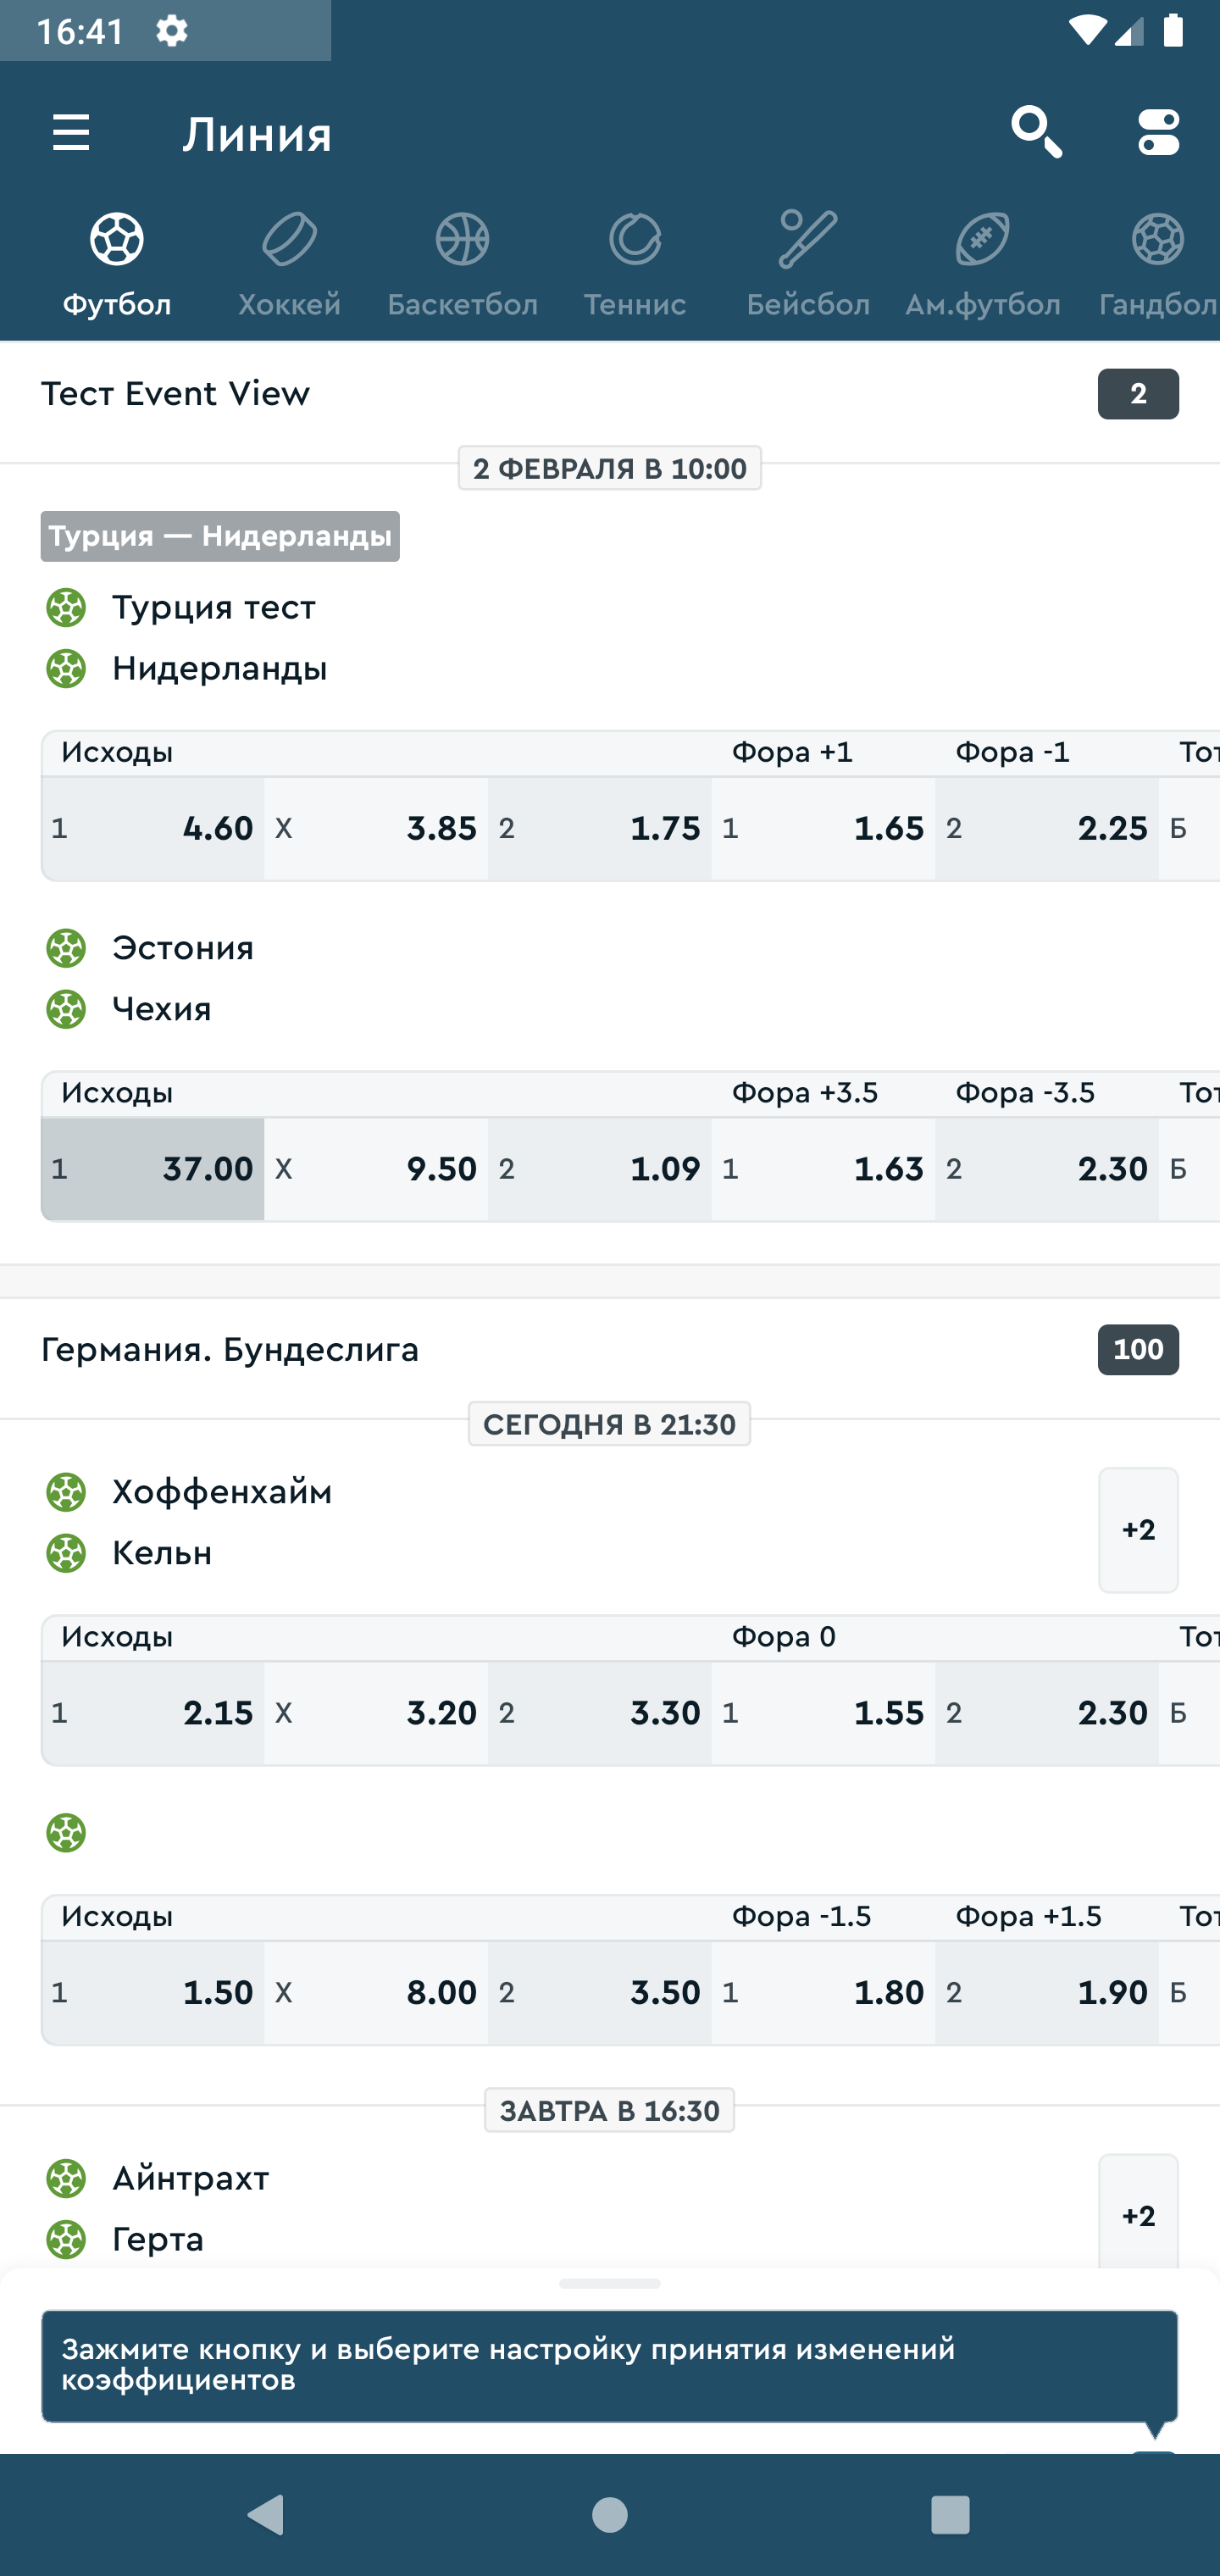 16:41
Линия
Футбол Хоккей Баскетбол Теннис Бейсбол Ам.футбол Гандбол
Тест Event View 2
2 ФЕВРАЛЯ В 10:00
Турция — Нидерланды
Турция тест
Нидерланды
Исходы Фора +1 Фора -1 Тот
1 4.60 X 3.85 2 1.75 1 1.65 2 2.25 Б
Эстония
Чехия
Исходы Фора +3.5 Фора -3.5 Тот
1 37.00 X 9.50 2 1.09 1 1.63 2 2.30 Б
Германия. Бундеслига 100
СЕГОДНЯ В 21:30
Хоффенхайм
+2
Кельн
Исходы Фора 0 Тот
1 2.15 X 3.20 2 3.30 1 1.55 2 2.30 Б
Исходы Фора -1.5 Фора +1.5 Тот
1 1.50 X 8.00 2 3.50 1 1.80 2 1.90 Б
ЗАВТРА В 16:30
Айнтрахт
+2
Герта
Зажмите кнопку и выберите настройку принятия изменений
коэффициентов